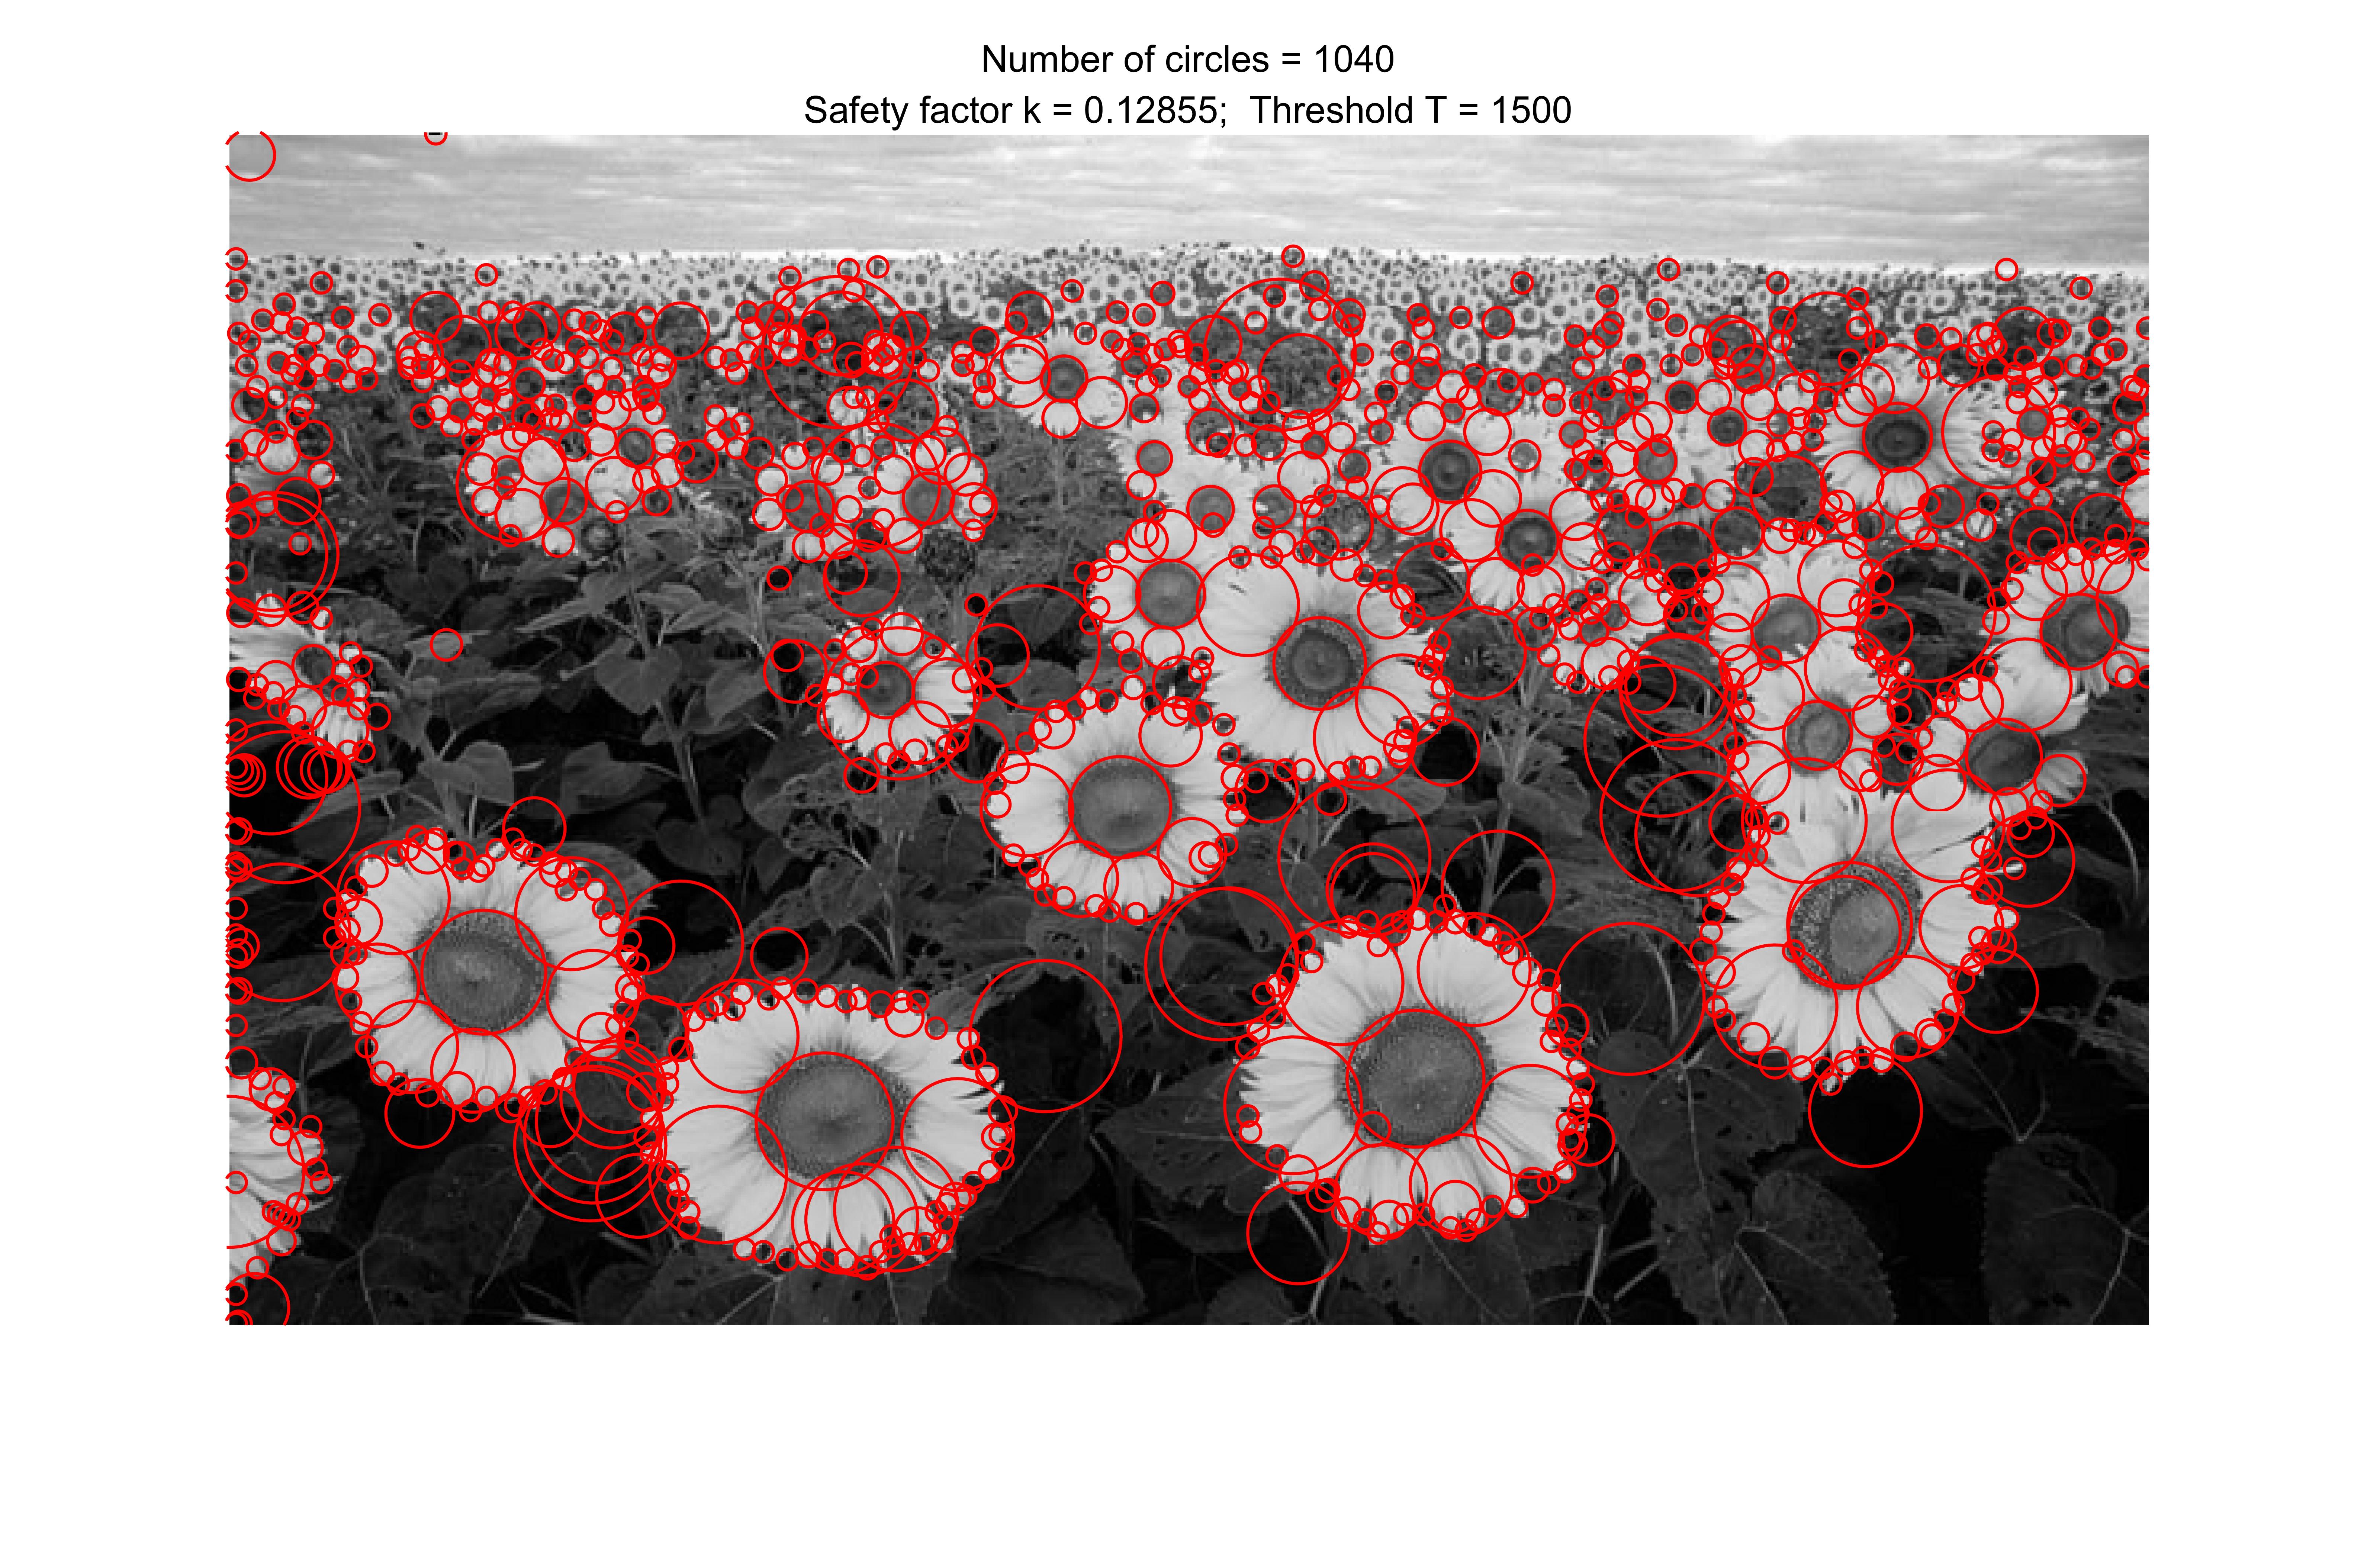 Number of circles = 1040
Safety factor k = 0.12855;  Threshold T = 1500